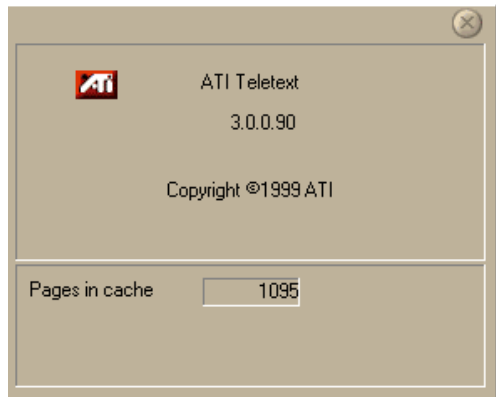 ATI
ATI Teletext
3.0.0.90
Copyright ©1999 ATI
Pages in cache 1095